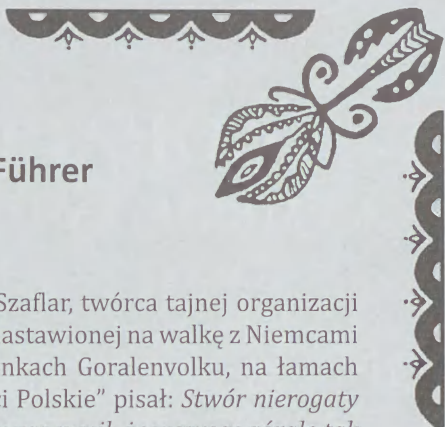 Führer
Szaflar, twórca tajnej organizacji
astawionej na walkę z Niemcami
nkach Goralenvolku, na łamach
i Polskie” pisał: Stwór nierogaty